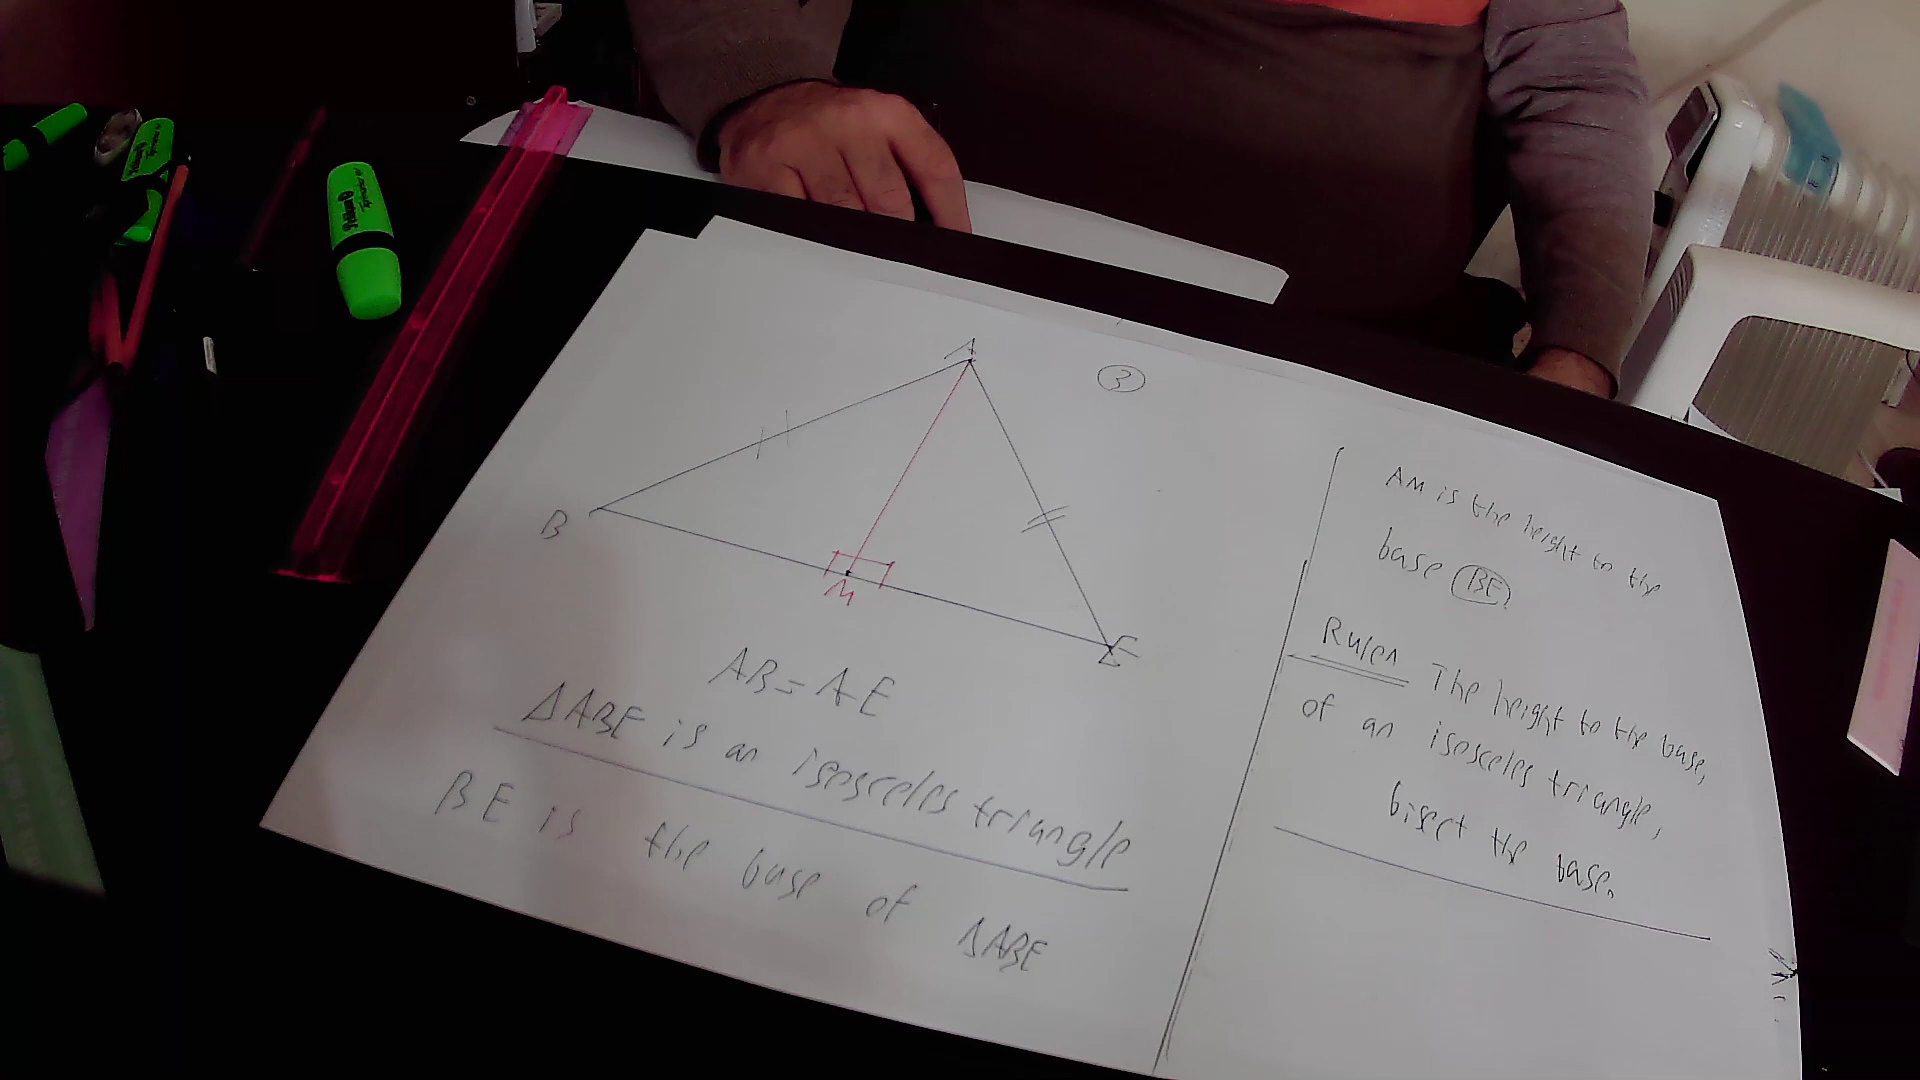 A
3
B
M
E
AB=AE
ΔABE is an isosceles triangle
BE is the base of ΔABE
AM is the height to the
base BE
Rule The height to the base,
of an isosceles triangle,
bisect the base.